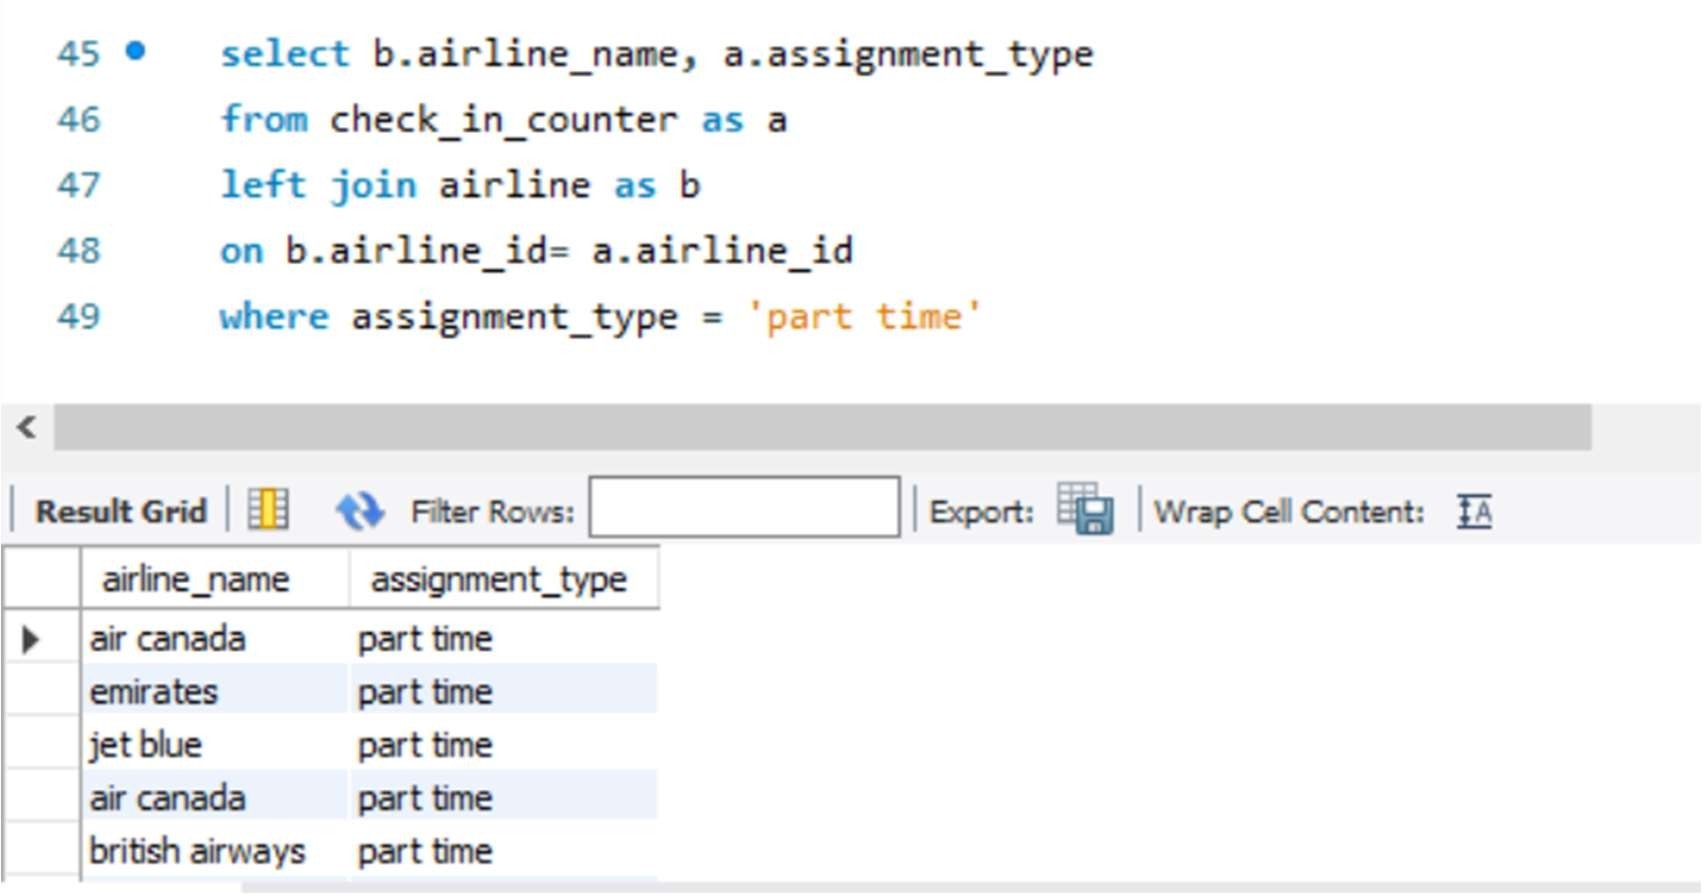 45 select b.airline_name, a.assignment_type
46 from check_in_counter as a
47 left join airline as b
48 on b.airline_id= a.airline_id
49 where assignment_type = 'part time'
Result Grid Filter Rows: Export: Wrap Cell Content: A
airline_name assignment_type
air canada part time
emirates part time
jet blue part time
air canada part time
british airways part time